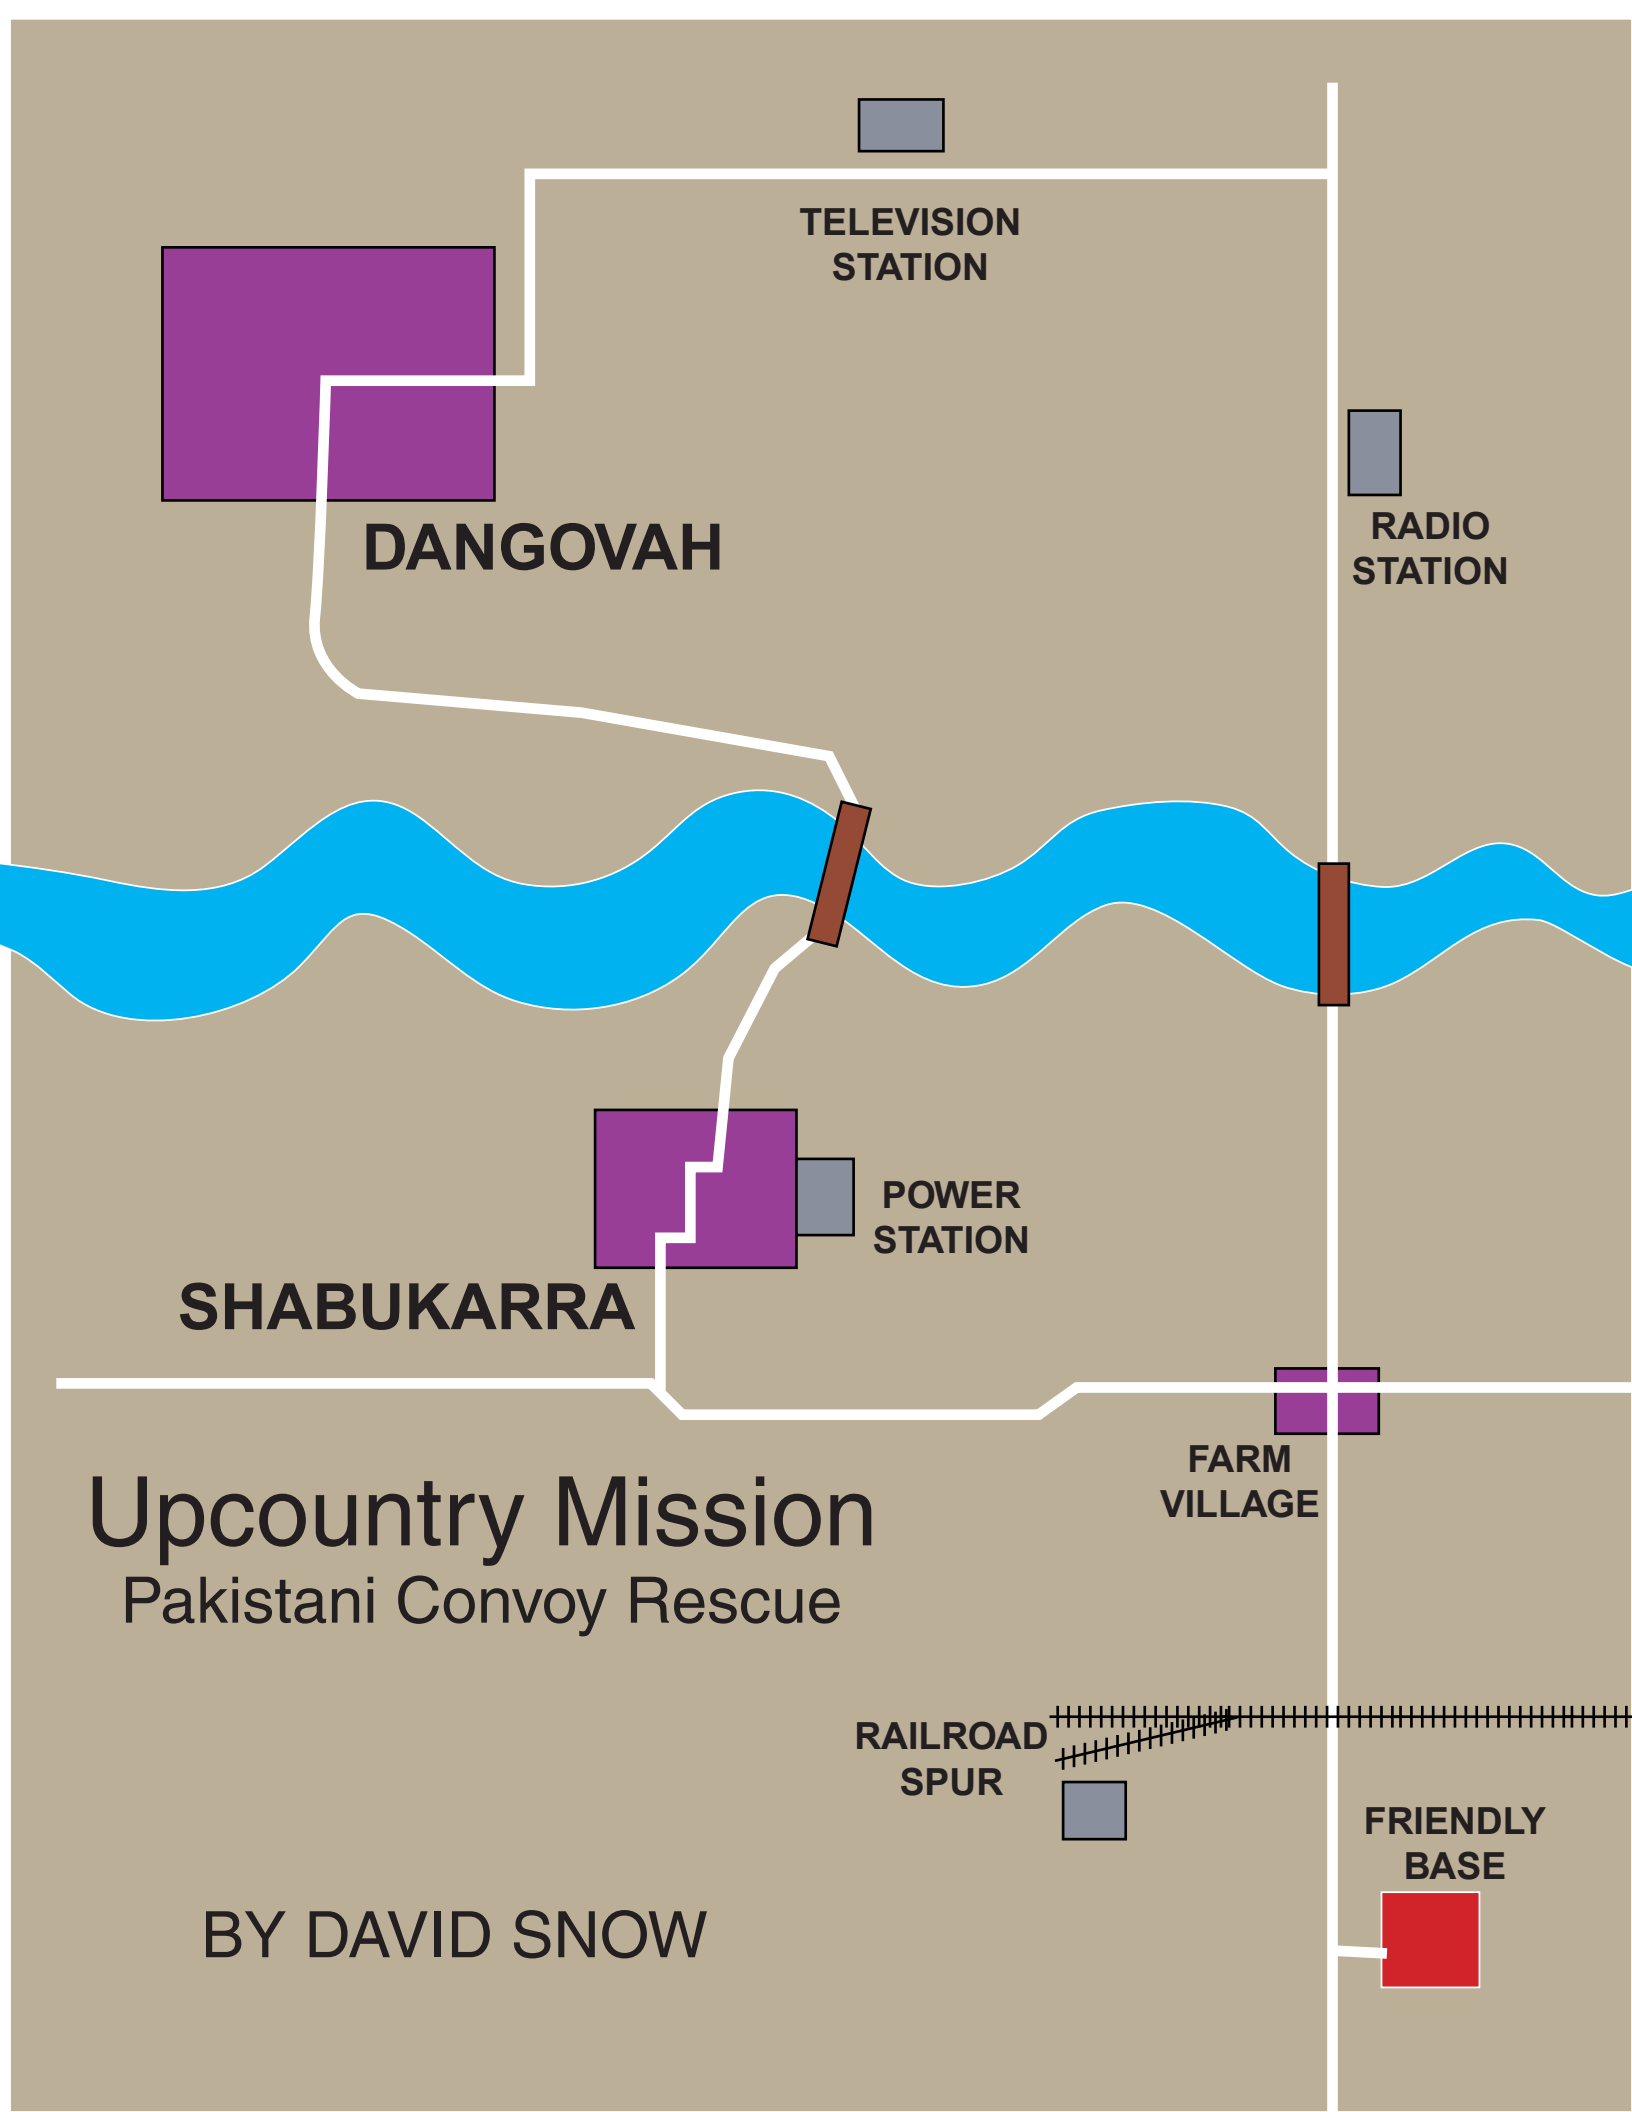 TELEVISION
STATION
RADIO
STATION
DANGOVAH
POWER
STATION
SHABUKARRA
FARM
VILLAGE
Upcountry Mission
Pakistani Convoy Rescue
RAILROAD
SPUR
FRIENDLY
BASE
BY DAVID SNOW